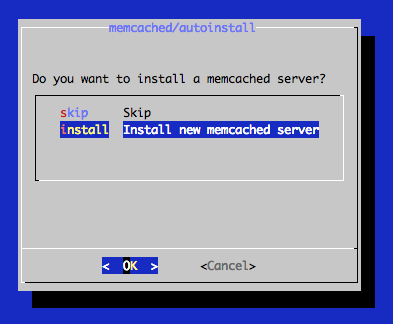 memcached/autoinstall
Do you want to install a memcached server?
skip Skip
install Install new memcached server
< OK > <Cancel>